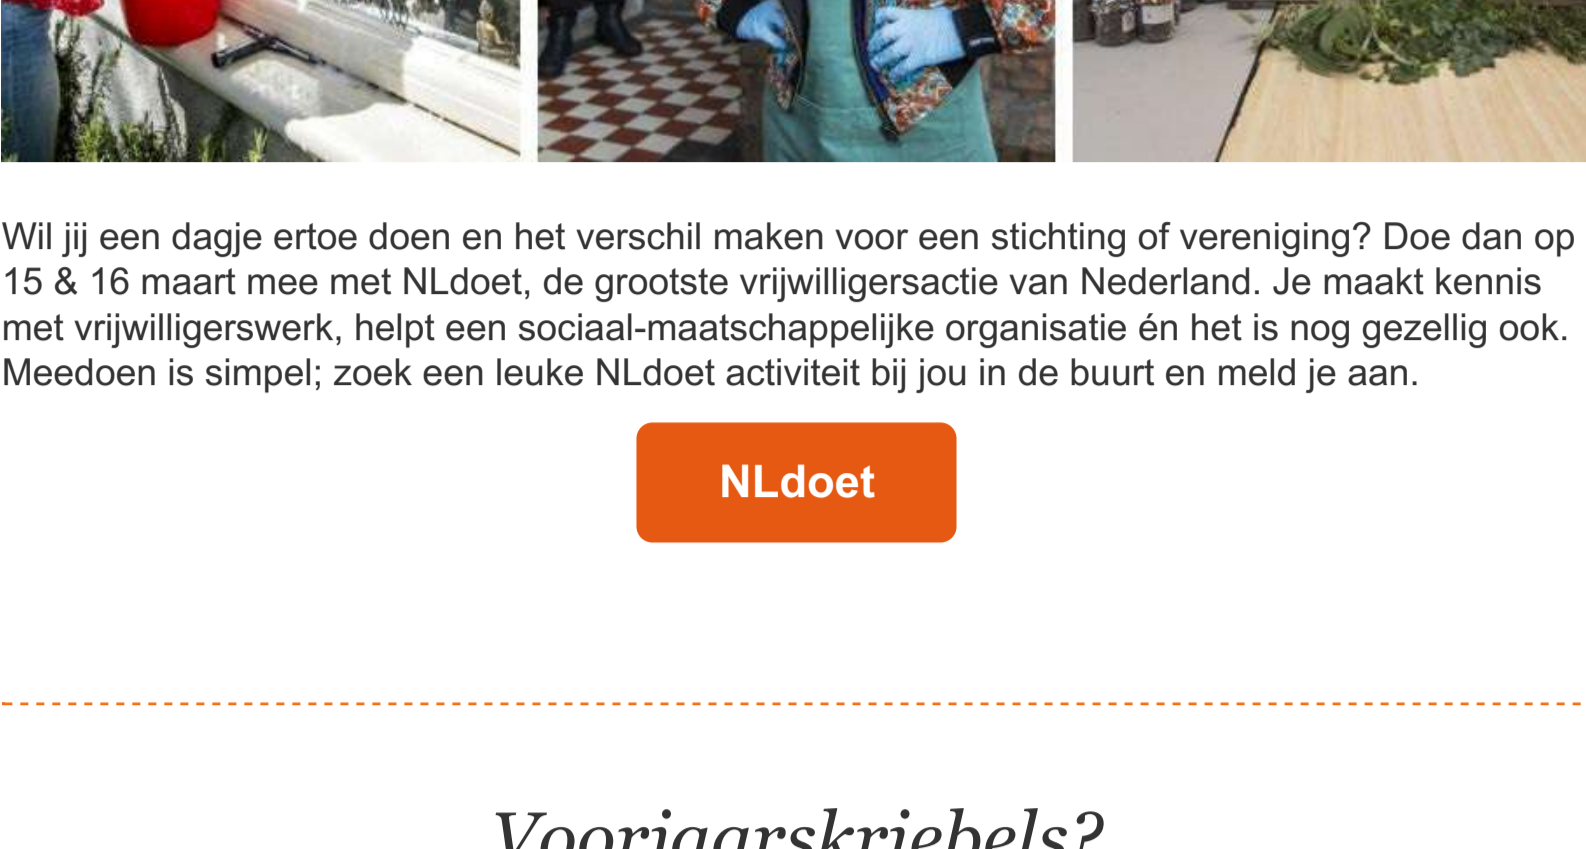 Wil jij een dagje ertoe doen en het verschil maken voor een stichting of vereniging? Doe dan op
15 & 16 maart mee met NLdoet, de grootste vrijwilligersactie van Nederland. Je maakt kennis
met vrijwilligerswerk, helpt een sociaal-maatschappelijke organisatie én het is nog gezellig ook.
Meedoen is simpel; zoek een leuke NLdoet activiteit bij jou in de buurt en meld je aan.
NLdoet
Voorjaarskriebels?